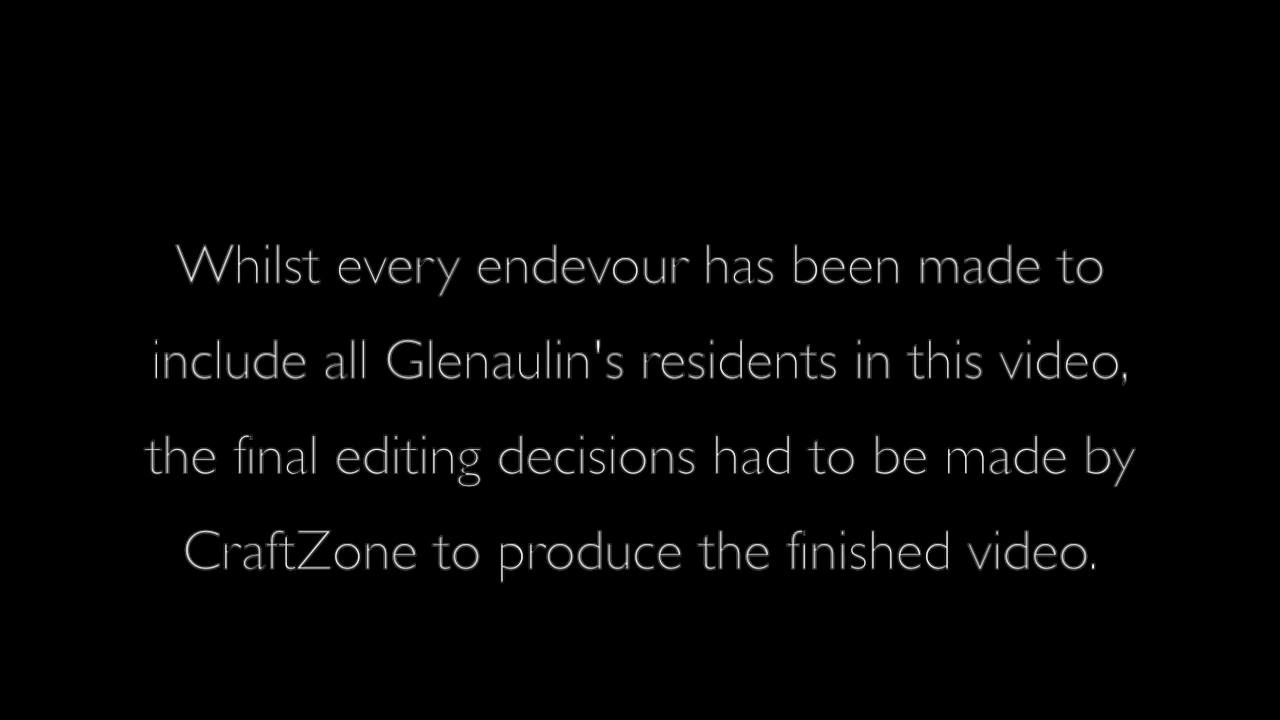 Whilst every endevour has been made to
include all Glenaulin's residents in this video,
the final editing decisions had to be made by
CraftZone to produce the finished video.